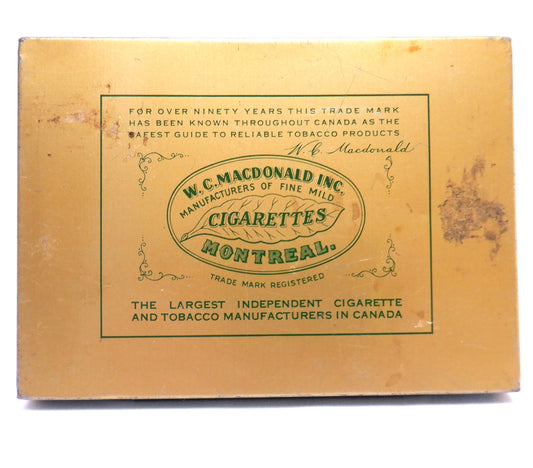 FOR OVER NINETY YEARS THIS TRADE MARK
HAS BEEN KNOWN THROUGHOUT CANADA AS THE
SAFEST GUIDE TO RELIABLE TOBACCO PRODUCTS
W. C. Macdonald
W. C. MACDONALD INC.
MANUFACTURERS OF FINE MILD
CIGARETTES
MONTREAL.
TRADE MARK REGISTERED
THE LARGEST INDEPENDENT CIGARETTE
AND TOBACCO MANUFACTURERS IN CANADA